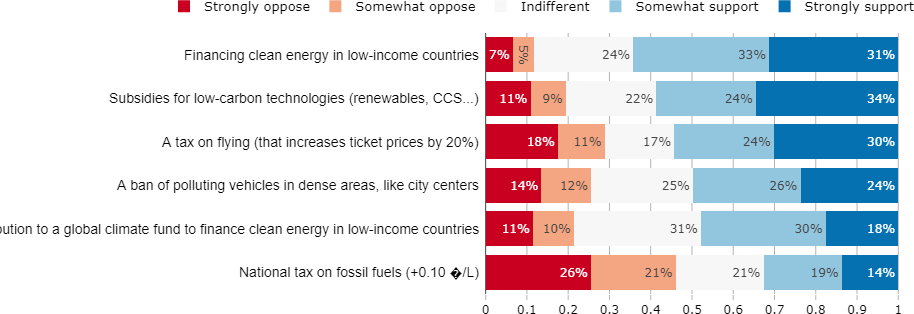 Strongly oppose Somewhat oppose Indifferent Somewhat support Strongly support
Financing clean energy in low-income countries 7% 5% 24% 33% 31%
Subsidies for low-carbon technologies (renewables, CCS...) 11% 9% 22% 24% 34%
A tax on flying (that increases ticket prices by 20%) 18% 11% 17% 24% 30%
A ban of polluting vehicles in dense areas, like city centers 14% 12% 25% 26% 24%
to a global climate fund to finance clean energy in low-income countries 11% 10% 31% 30% 18%
National tax on fossil fuels (+0.10 �/L) 26% 21% 21% 19% 14%
0 0.1 0.2 0.3 0.4 0.5 0.6 0.7 0.8 0.9 1